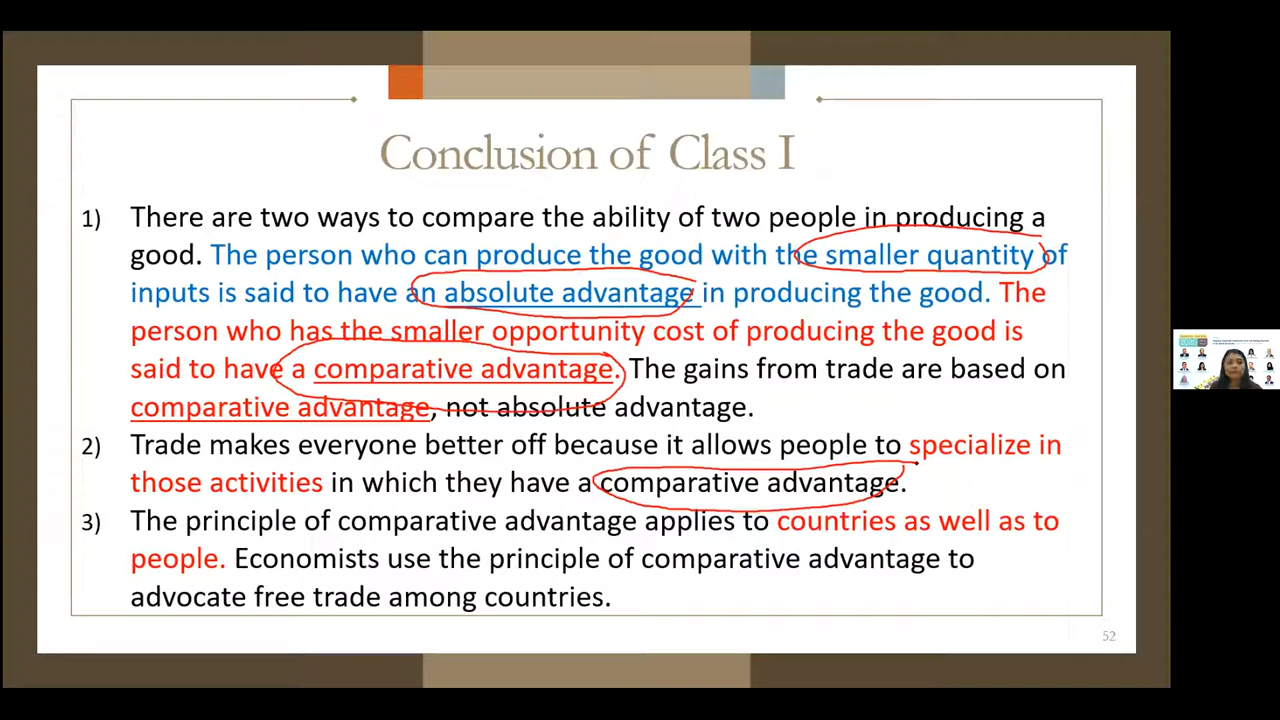 Conclusion of Class I
1) There are two ways to compare the ability of two people in producing a
good. The person who can produce the good with the smaller quantity of
inputs is said to have an absolute advantage in producing the good. The
person who has the smaller opportunity cost of producing the good is
said to have a comparative advantage. The gains from trade are based on
comparative advantage, not absolute advantage.
2) Trade makes everyone better off because it allows people to specialize in
those activities in which they have a comparative advantage.
3) The principle of comparative advantage applies to countries as well as to
people. Economists use the principle of comparative advantage to
advocate free trade among countries.
52